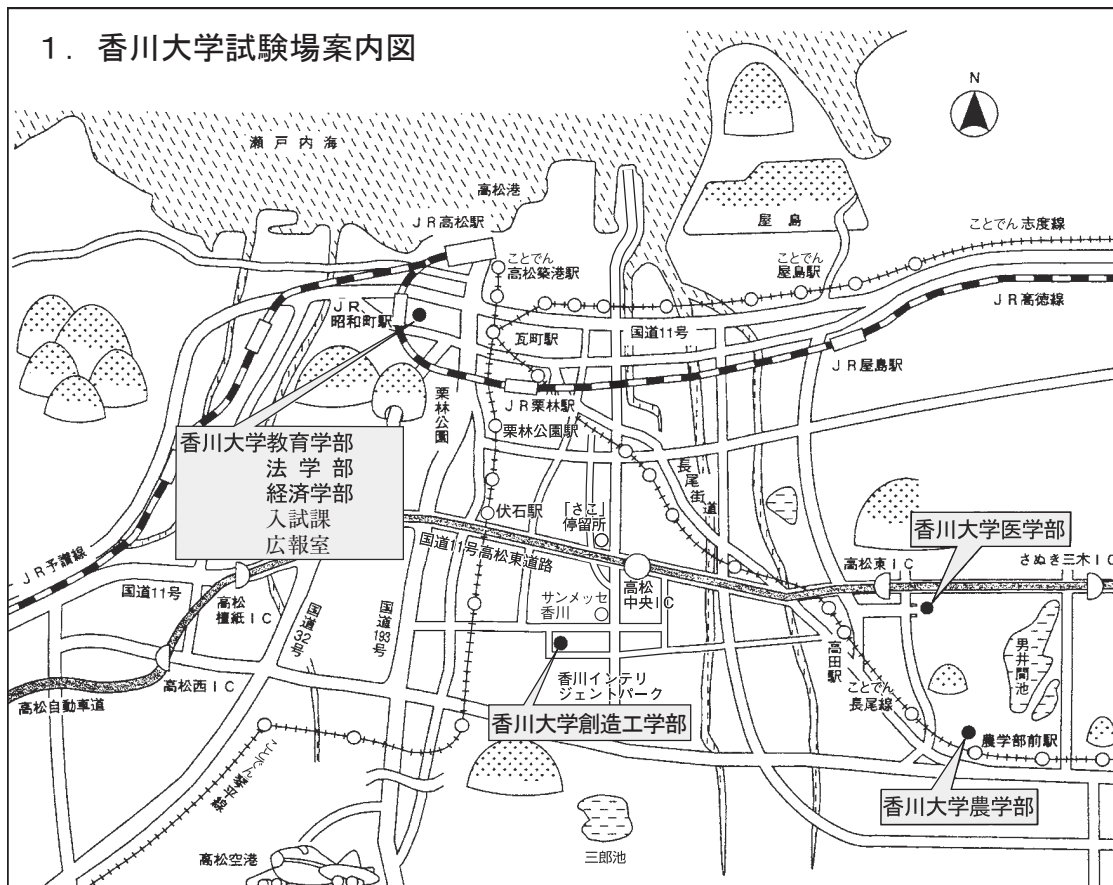 1. 香川大学試験場案内図
N
瀬戸内海
高松港
JR高松駅
屋島
ことでん 志度線
ことでん
高松築港駅
ことでん
屋島駅
JR高徳線
JR
昭和町駅
瓦町駅
国道11号
JR屋島駅
JR栗林駅
栗林公園
栗林公園駅
香川大学教育学部
法学部
経済学部
入試課
広報室
長尾街道
伏石駅
「さこ」
停留所
香川大学医学部
国道11号高松東道路
高松東IC
さぬき三木IC
JR予讃線
国道11号
高松
檀紙IC
高松
中央IC
サンメッセ
香川
国道32号
国道193号
男井間池
高田駅
高松西IC
香川インテリ
ジェントパーク
ことでん
長尾線
高松自動車道
香川大学創造工学部
農学部前駅
ことでん琴平線
香川大学農学部
高松空港
三郎池